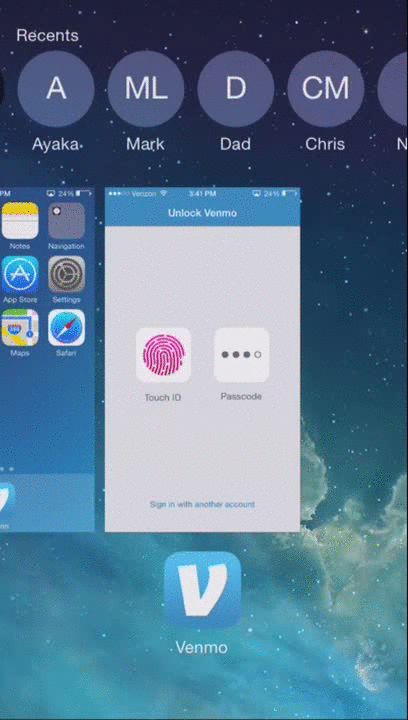 Recents
A
ML
D
CM
Ayaka
Mark
Dad
Chris
N
PM
24%
Notes
Navigation
App Store
Settings
Maps
Safari
Verizon
3:41 PM
24%
Unlock Venmo
Touch ID
Passcode
Sign in with another account
Venmo